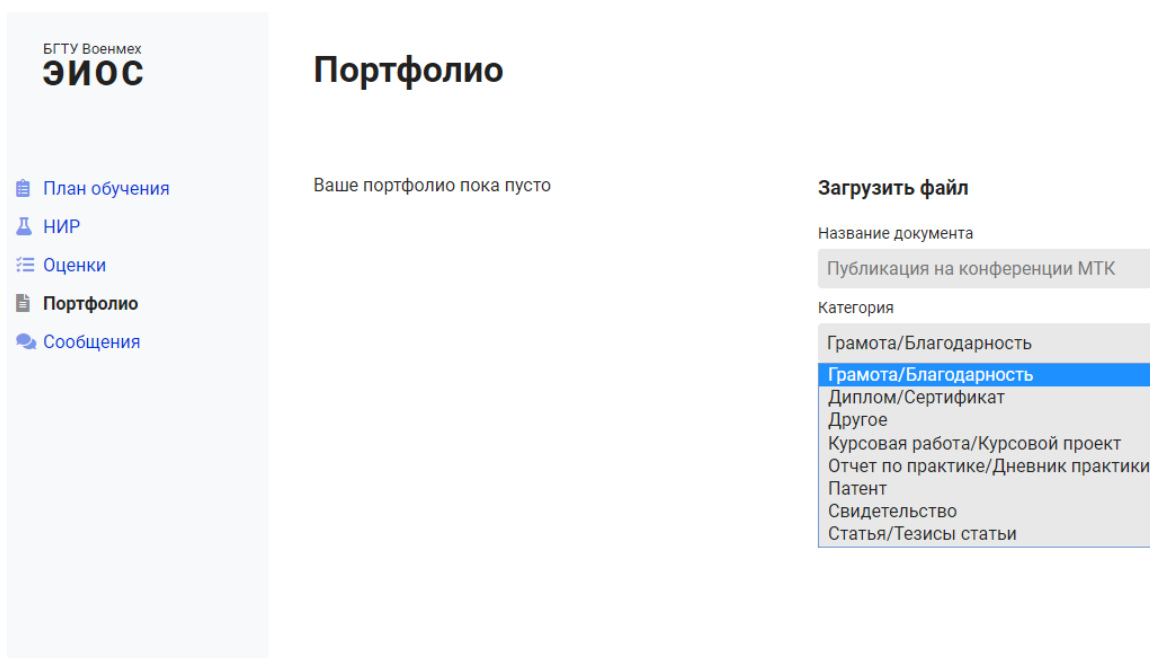 БГТУ Военмех
ЭИОС
План обучения
НИР
Оценки
Портфолио
Сообщения
Портфолио
Ваше портфолио пока пусто
Загрузить файл
Название документа
Публикация на конференции МТК
Категория
Грамота/Благодарность
Грамота/Благодарность
Диплом/Сертификат
Другое
Курсовая работа/Курсовой проект
Отчет по практике/Дневник практики
Патент
Свидетельство
Статья/Тезисы статьи